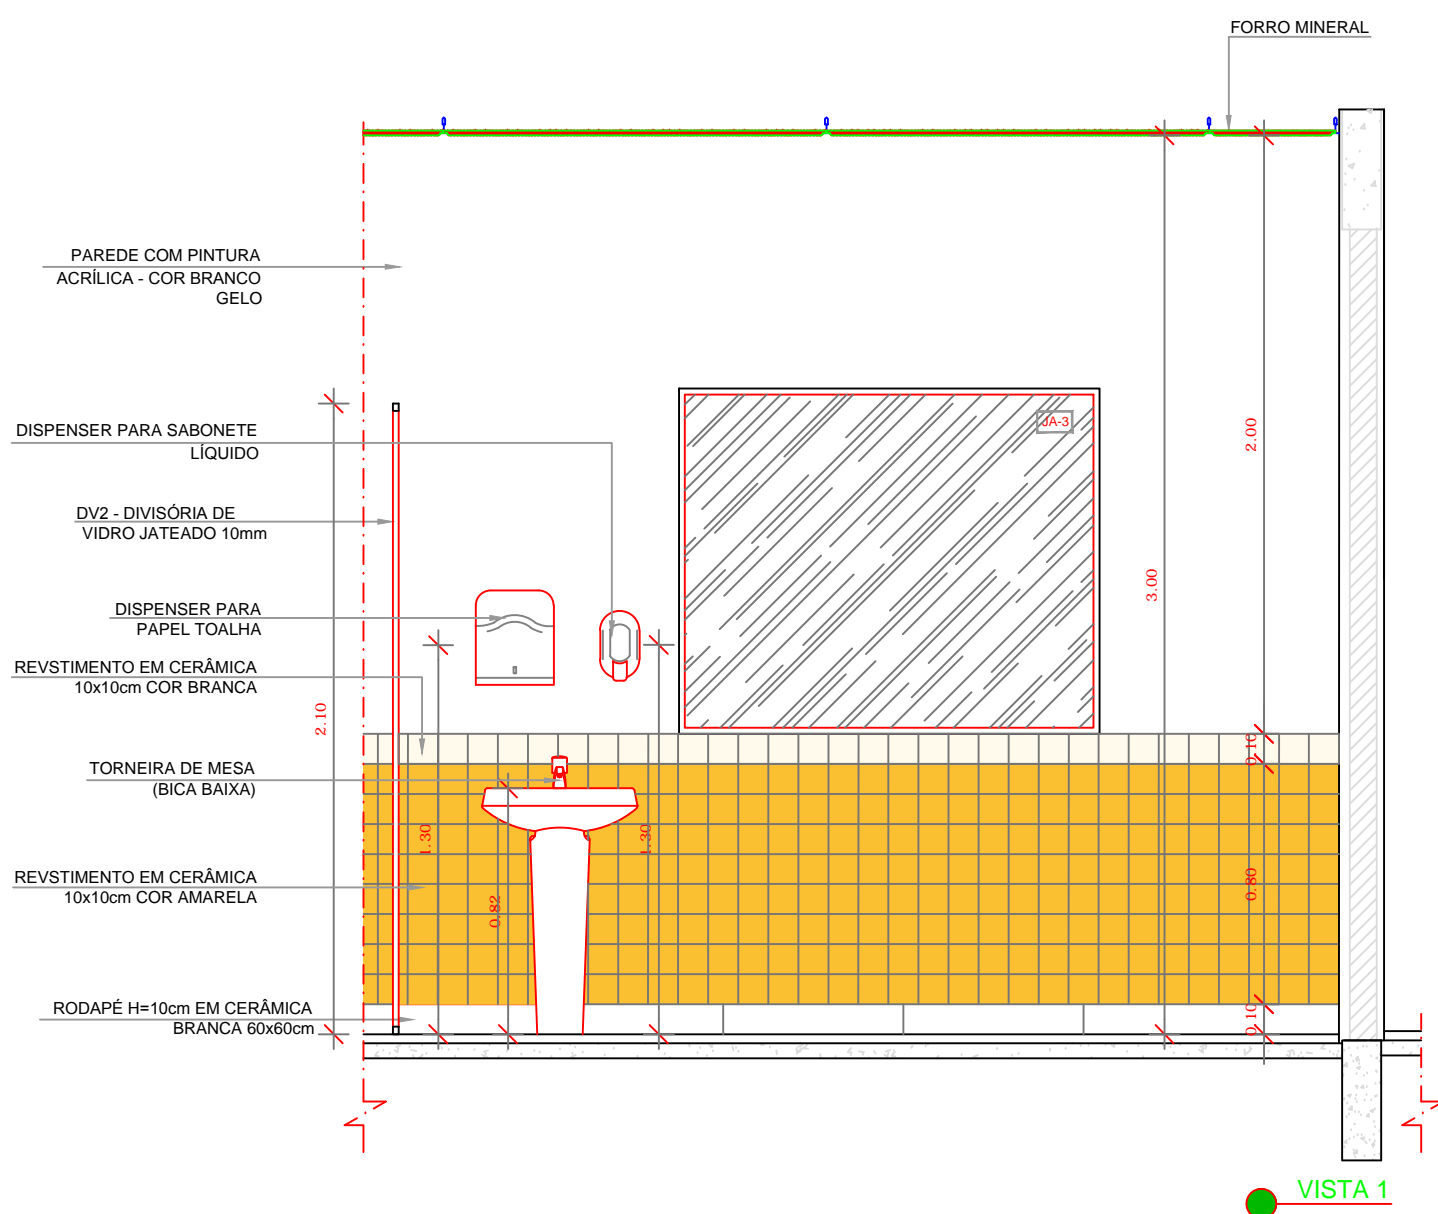 FORRO MINERAL
PAREDE COM PINTURA
ACRÍLICA - COR BRANCO
GELO
DISPENSER PARA SABONETE
LÍQUIDO
JA-3
2.00
DV2 - DIVISÓRIA DE
VIDRO JATEADO 10mm
3.00
DISPENSER PARA
PAPEL TOALHA
REVSTIMENTO EM CERÂMICA
10x10cm COR BRANCA
2.10
0.10
TORNEIRA DE MESA
(BICA BAIXA)
1.30
1.30
REVSTIMENTO EM CERÂMICA
10x10cm COR AMARELA
0.82
0.80
RODAPÉ H=10cm EM CERÂMICA
BRANCA 60x60cm
0.10
VISTA 1